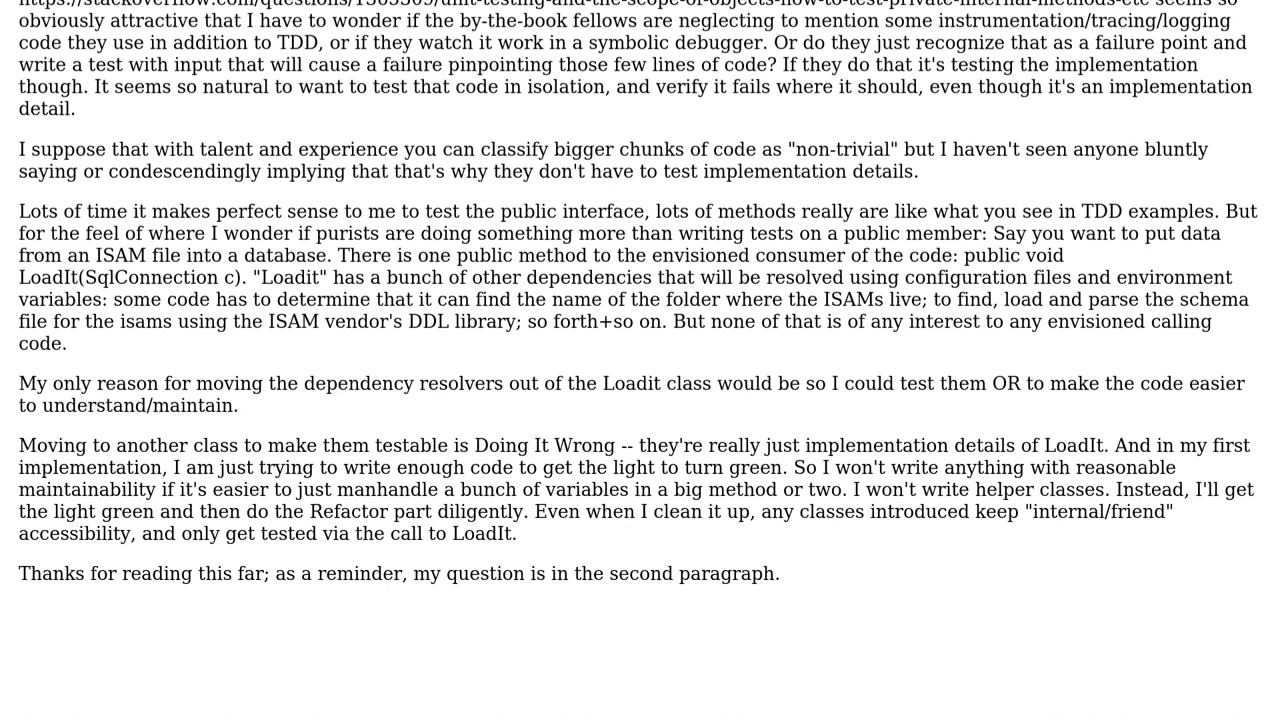 https://stackoverflow.com/questions/1369309/unit-testing-and-the-scope-of-objects-how-to-test-private-internal-methods-etc seems so
obviously attractive that I have to wonder if the by-the-book fellows are neglecting to mention some instrumentation/tracing/logging
code they use in addition to TDD, or if they watch it work in a symbolic debugger. Or do they just recognize that as a failure point and
write a test with input that will cause a failure pinpointing those few lines of code? If they do that it's testing the implementation
though. It seems so natural to want to test that code in isolation, and verify it fails where it should, even though it's an implementation
detail.
I suppose that with talent and experience you can classify bigger chunks of code as "non-trivial" but I haven't seen anyone bluntly
saying or condescendingly implying that that's why they don't have to test implementation details.
Lots of time it makes perfect sense to me to test the public interface, lots of methods really are like what you see in TDD examples. But
for the feel of where I wonder if purists are doing something more than writing tests on a public member: Say you want to put data
from an ISAM file into a database. There is one public method to the envisioned consumer of the code: public void
LoadIt(SqlConnection c). "Loadit" has a bunch of other dependencies that will be resolved using configuration files and environment
variables: some code has to determine that it can find the name of the folder where the ISAMs live; to find, load and parse the schema
file for the isams using the ISAM vendor's DDL library; so forth+so on. But none of that is of any interest to any envisioned calling
code.
My only reason for moving the dependency resolvers out of the Loadit class would be so I could test them OR to make the code easier
to understand/maintain.
Moving to another class to make them testable is Doing It Wrong -- they're really just implementation details of LoadIt. And in my first
implementation, I am just trying to write enough code to get the light to turn green. So I won't write anything with reasonable
maintainability if it's easier to just manhandle a bunch of variables in a big method or two. I won't write helper classes. Instead, I'll get
the light green and then do the Refactor part diligently. Even when I clean it up, any classes introduced keep "internal/friend"
accessibility, and only get tested via the call to LoadIt.
Thanks for reading this far; as a reminder, my question is in the second paragraph.